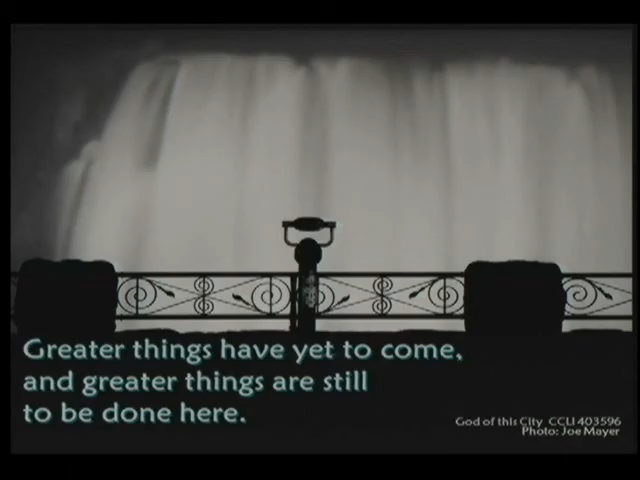 Greater things have yet to come,
and greater things are still
to be done here.
God of this City CCLI 403596
Photo: Joe Mayer